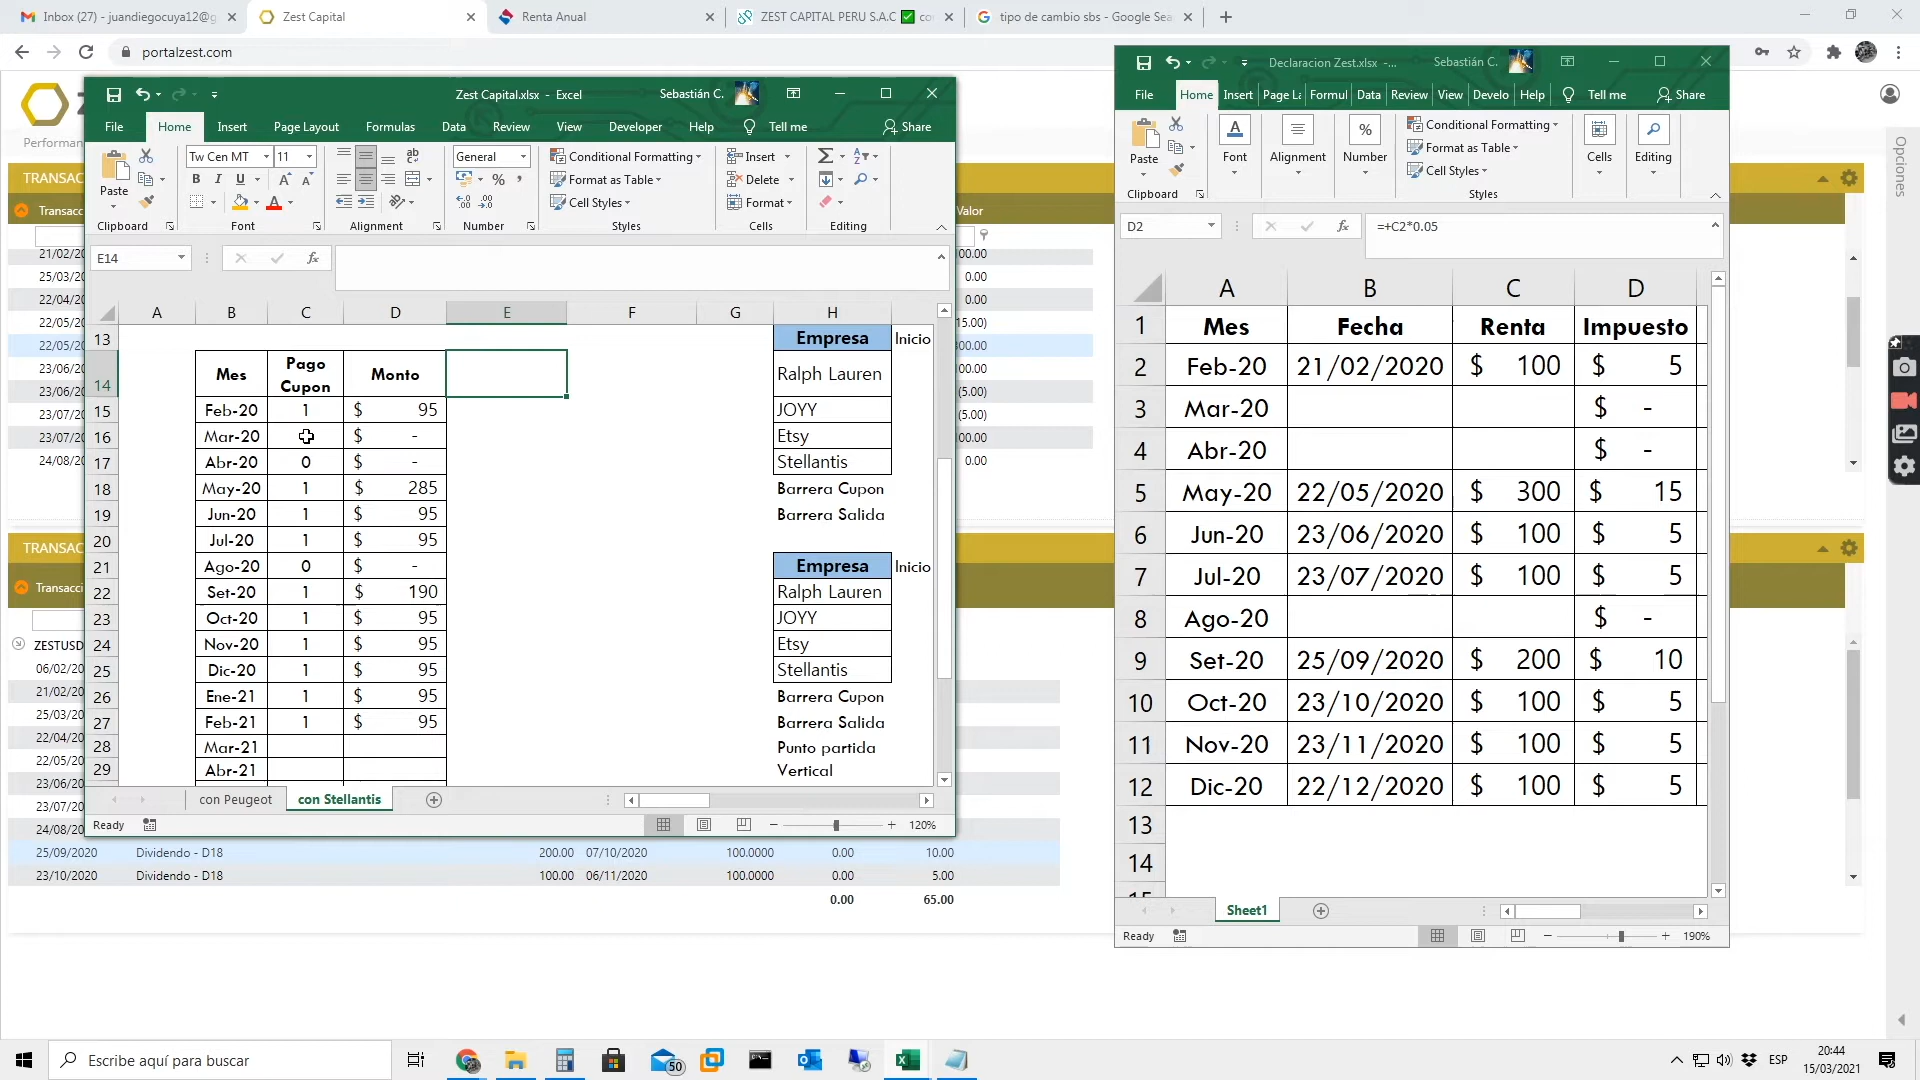 Inbox (27) - juandiegocuya12@g
Zest Capital
Renta Anual
ZEST CAPITAL PERU S.A.C ✅ co
tipo de cambio sbs - Google Sea
portalzest.com
Performan
Opciones
TRANSAC
Transacc
21/02/20
25/03/20
22/04/20
22/05/20
22/05/20
23/06/20
23/06/20
23/07/20
23/07/20
24/08/20
Valor
00.00
0.00
0.00
15.00)
00.00
00.00
(5.00)
(5.00)
00.00
0.00
TRANSAC
Transacc
ZESTUSD
06/02/20
21/02/20
25/03/20
22/04/20
22/05/20
23/06/20
23/07/20
24/08/20
25/09/2020 Dividendo - D18 200.00 07/10/2020 100.0000 0.00 10.00
23/10/2020 Dividendo - D18 100.00 06/11/2020 100.0000 0.00 5.00
0.00 65.00
Zest Capital.xlsx - Excel
Sebastián C.
File Home Insert Page Layout Formulas Data Review View Developer Help Tell me Share
Paste
Tw Cen MT 11
General
Conditional Formatting
Format as Table
Cell Styles
Insert
Delete
Format
Clipboard Font Alignment Number Styles Cells Editing
E14
A B C D E F G H
13 Empresa Inicio
14 Mes Pago Cupon Monto Ralph Lauren
15 Feb-20 1 $ 95 JOYY
16 Mar-20 $ - Etsy
17 Abr-20 0 $ - Stellantis
18 May-20 1 $ 285 Barrera Cupon
19 Jun-20 1 $ 95 Barrera Salida
20 Jul-20 1 $ 95
21 Ago-20 0 $ - Empresa Inicio
22 Set-20 1 $ 190 Ralph Lauren
23 Oct-20 1 $ 95 JOYY
24 Nov-20 1 $ 95 Etsy
25 Dic-20 1 $ 95 Stellantis
26 Ene-21 1 $ 95 Barrera Cupon
27 Feb-21 1 $ 95 Barrera Salida
28 Mar-21 Punto partida
29 Abr-21 Vertical
con Peugeot con Stellantis
Ready 120%
Declaracion Zest.xlsx -...
Sebastián C.
File Home Insert Page La Formul Data Review View Develo Help Tell me Share
Paste
Font
Alignment
Number
Conditional Formatting
Format as Table
Cell Styles
Cells
Editing
Clipboard Styles
D2 =+C2*0.05
A B C D
1 Mes Fecha Renta Impuesto
2 Feb-20 21/02/2020 $ 100 $ 5
3 Mar-20 $ -
4 Abr-20 $ -
5 May-20 22/05/2020 $ 300 $ 15
6 Jun-20 23/06/2020 $ 100 $ 5
7 Jul-20 23/07/2020 $ 100 $ 5
8 Ago-20 $ -
9 Set-20 25/09/2020 $ 200 $ 10
10 Oct-20 23/10/2020 $ 100 $ 5
11 Nov-20 23/11/2020 $ 100 $ 5
12 Dic-20 22/12/2020 $ 100 $ 5
13
14
Sheet1
Ready 190%
Escribe aquí para buscar
50
ESP
20:44
15/03/2021